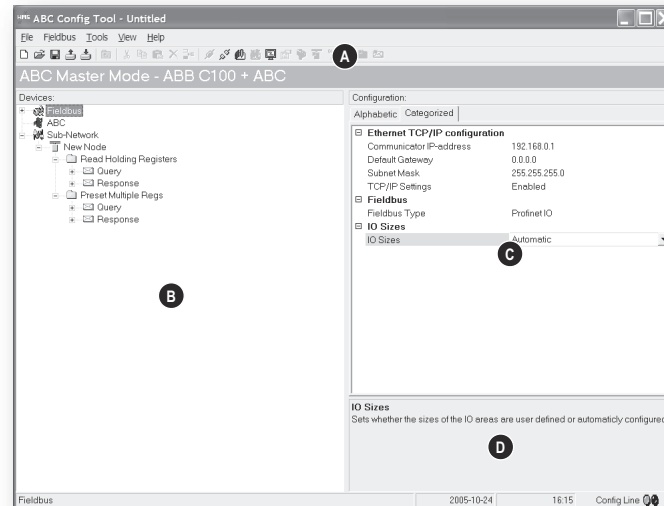 ABC Config Tool - Untitled
File Fieldbus Tools View Help
A
ABC Master Mode - ABB C100 + ABC
Devices:
Fieldbus
ABC
Sub-Network
New Node
Read Holding Registers
Query
Response
Preset Multiple Regs
Query
Response
B
Configuration:
Alphabetic Categorized
Ethernet TCP/IP configuration
Communicator IP-address 192.168.0.1
Default Gateway 0.0.0.0
Subnet Mask 255.255.255.0
TCP/IP Settings Enabled
Fieldbus
Fieldbus Type Profinet IO
IO Sizes
IO Sizes Automatic
C
IO Sizes
Sets whether the sizes of the IO areas are user defined or automaticly configured
D
Fieldbus 2005-10-24 16:15 Config Line